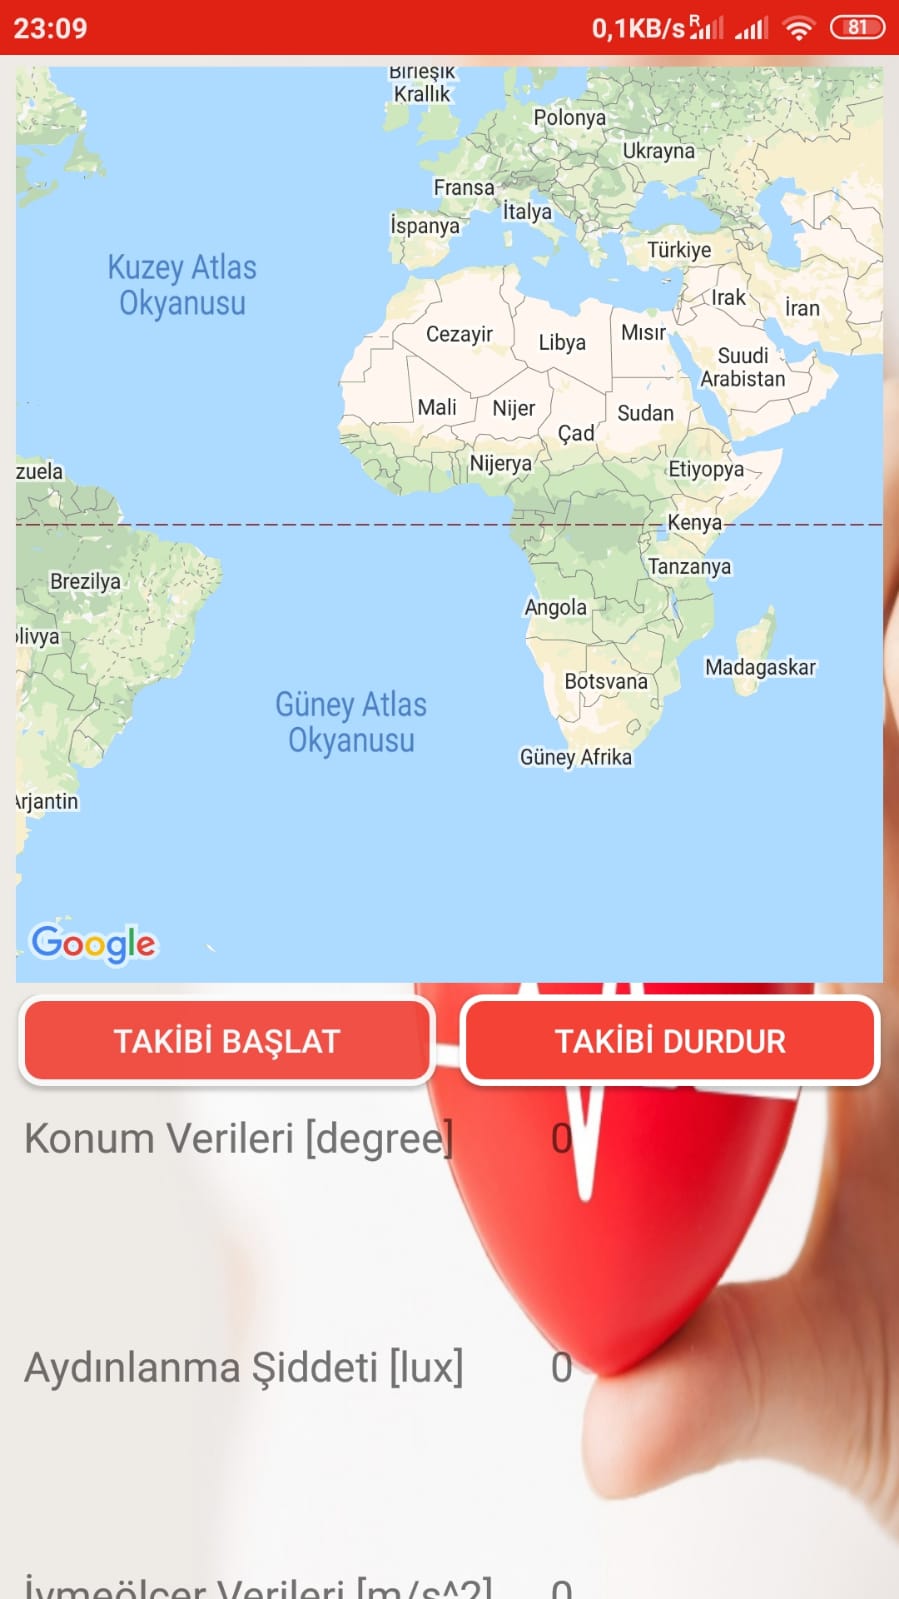 23:09 0,1KB/s R 81
Birleşik
Krallık
Polonya
Ukrayna
Fransa
İtalya
İspanya
Türkiye
Kuzey Atlas
Okyanusu
Irak
İran
Cezayir
Libya
Mısır
Suudi
Arabistan
Mali
Nijer
Sudan
Çad
Nijerya
Etiyopya
zuela
Kenya
Tanzanya
Brezilya
Angola
livya
Madagaskar
Botsvana
Güney Atlas
Okyanusu
Güney Afrika
Arjantin
Google
TAKİBİ BAŞLAT TAKİBİ DURDUR
Konum Verileri [degree] 0
Aydınlanma Şiddeti [lux] 0
İvmeölçer Verileri [m/s^2] 0